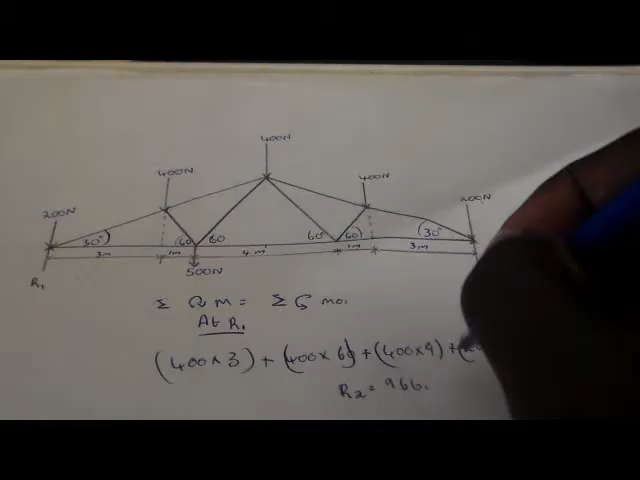 400N
400N
400N
200N
200N
30° 60 60 60° 60 30°
3m 1m 4m 1m 3m
R₁
500N
Σ M = Σ mo.
At R₁
(400×3) + (400×6) + (400×9) +
R₂ = 966.